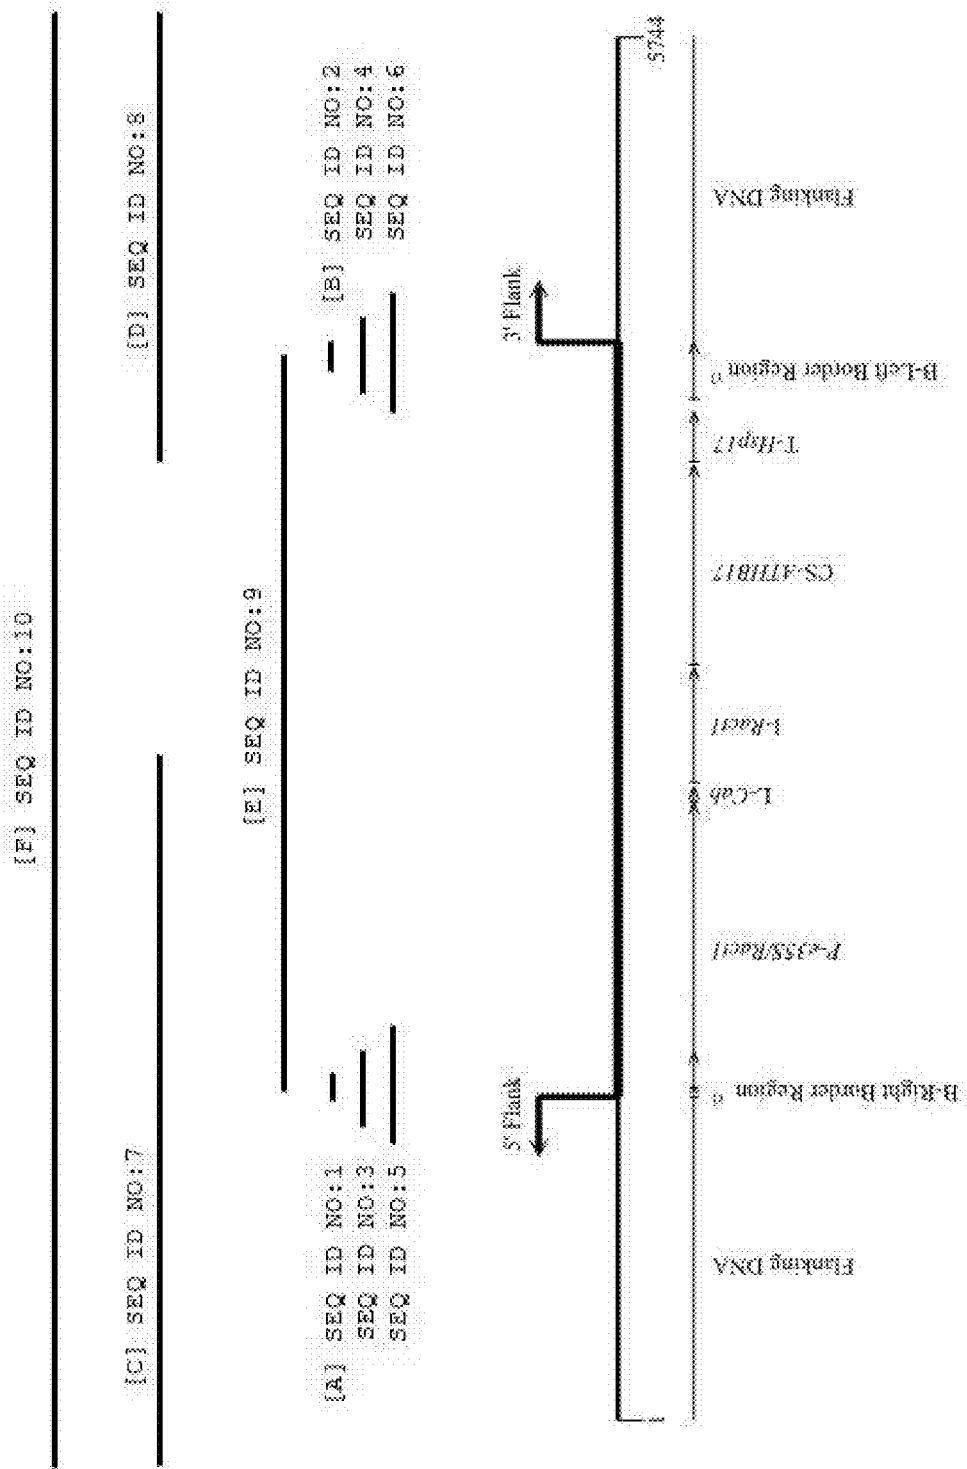 [F] SEQ ID NO:10
[C] SEQ ID NO:7
[D] SEQ ID NO:8
[E] SEQ ID NO:9
[A] SEQ ID NO:1
SEQ ID NO:3
SEQ ID NO:5
[B] SEQ ID NO:2
SEQ ID NO:4
SEQ ID NO:6
5' Flank
3' Flank
1
5744
Flanking DNA
B-Right Border Region
P-e35S/Ract1
L-Cab
I-Ract1
CS-ATHB17
T-Hsp17
B-Left Border Region
Flanking DNA